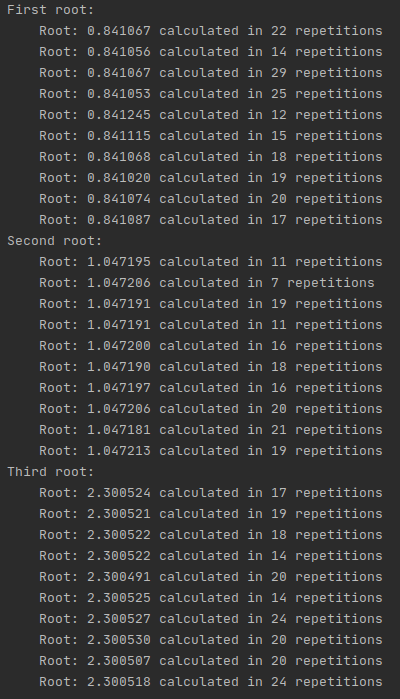 First root:
Root: 0.841067 calculated in 22 repetitions
Root: 0.841056 calculated in 14 repetitions
Root: 0.841067 calculated in 29 repetitions
Root: 0.841053 calculated in 25 repetitions
Root: 0.841245 calculated in 12 repetitions
Root: 0.841115 calculated in 15 repetitions
Root: 0.841068 calculated in 18 repetitions
Root: 0.841020 calculated in 19 repetitions
Root: 0.841074 calculated in 20 repetitions
Root: 0.841087 calculated in 17 repetitions
Second root:
Root: 1.047195 calculated in 11 repetitions
Root: 1.047206 calculated in 7 repetitions
Root: 1.047191 calculated in 19 repetitions
Root: 1.047191 calculated in 11 repetitions
Root: 1.047200 calculated in 16 repetitions
Root: 1.047190 calculated in 18 repetitions
Root: 1.047197 calculated in 16 repetitions
Root: 1.047206 calculated in 20 repetitions
Root: 1.047181 calculated in 21 repetitions
Root: 1.047213 calculated in 19 repetitions
Third root:
Root: 2.300524 calculated in 17 repetitions
Root: 2.300521 calculated in 19 repetitions
Root: 2.300522 calculated in 18 repetitions
Root: 2.300522 calculated in 14 repetitions
Root: 2.300491 calculated in 20 repetitions
Root: 2.300525 calculated in 14 repetitions
Root: 2.300527 calculated in 24 repetitions
Root: 2.300530 calculated in 20 repetitions
Root: 2.300507 calculated in 20 repetitions
Root: 2.300518 calculated in 24 repetitions